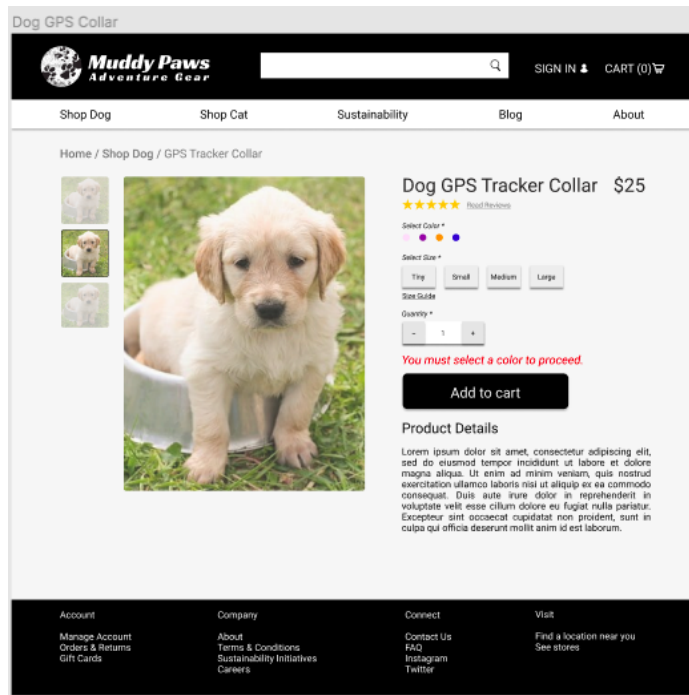 Dog GPS Collar
Muddy Paws
Adventure Gear
SIGN IN
CART (0)
Shop Dog
Shop Cat
Sustainability
Blog
About
Home / Shop Dog / GPS Tracker Collar
Dog GPS Tracker Collar $25
Read Reviews
Select Color *
Select Size *
Tiny
Small
Medium
Large
Size Guide
Quantity *
- 1 +
You must select a color to proceed.
Add to cart
Product Details
Lorem ipsum dolor sit amet, consectetur adipiscing elit,
sed do eiusmod tempor incididunt ut labore et dolore
magna aliqua. Ut enim ad minim veniam, quis nostrud
exercitation ullamco laboris nisi ut aliquip ex ea commodo
consequat. Duis aute irure dolor in reprehenderit in
voluptate velit esse cillum dolore eu fugiat nulla pariatur.
Excepteur sint occaecat cupidatat non proident, sunt in
culpa qui officia deserunt mollit anim id est laborum.
Account
Manage Account
Orders & Returns
Gift Cards
Company
About
Terms & Conditions
Sustainability Initiatives
Careers
Connect
Contact Us
FAQ
Instagram
Twitter
Visit
Find a location near you
See stores